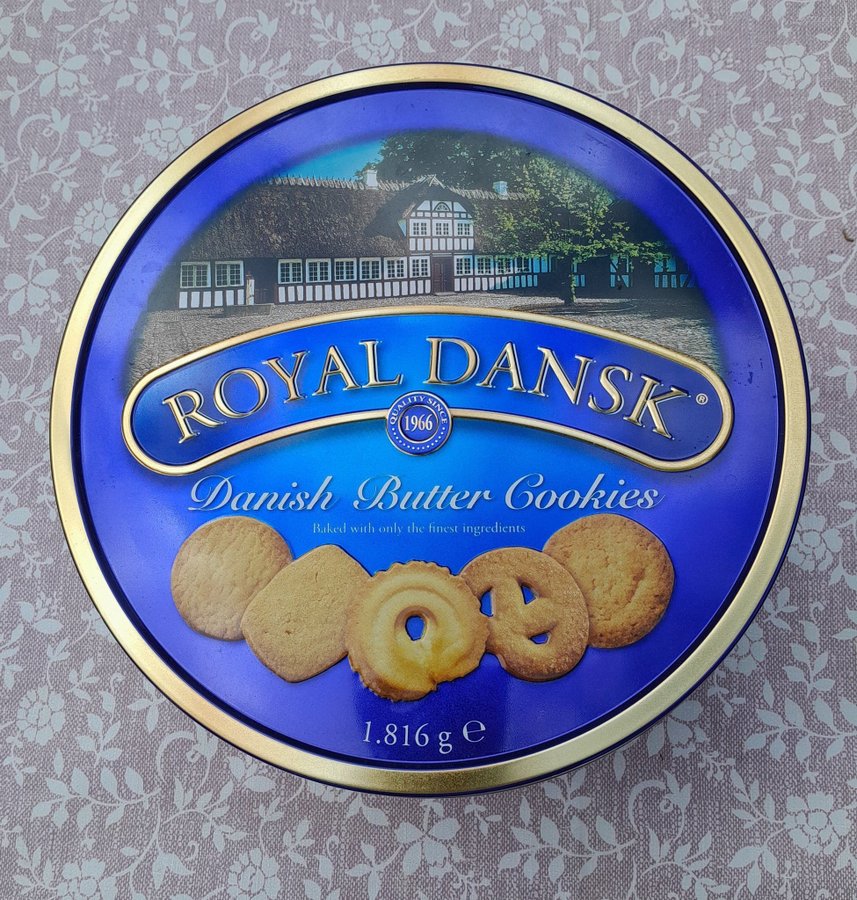 ROYAL DANSK®
QUALITY SINCE
1966
Danish Butter Cookies
Baked with only the finest ingredients
1.816 g ℮